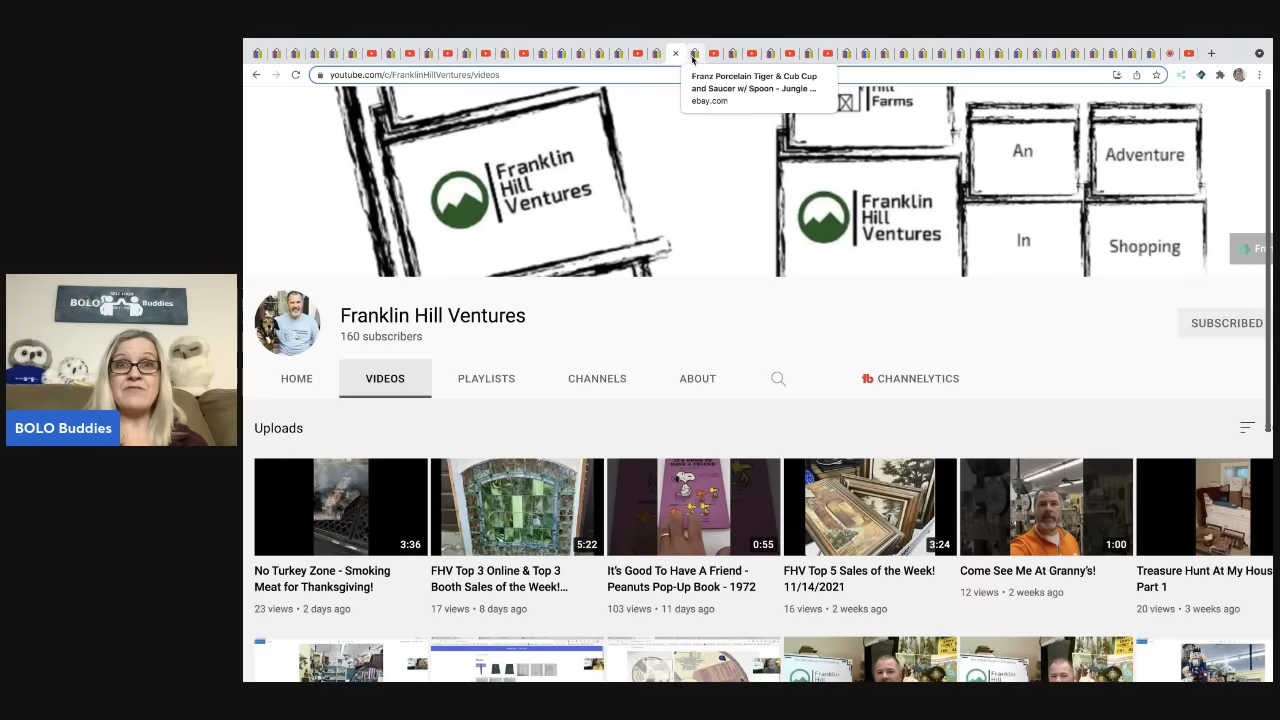 youtube.com/c/FranklinHillVentures/videos
Franz Porcelain Tiger & Cub Cup
and Saucer w/ Spoon - Jungle ...
ebay.com
Hill
Farms
Franklin
Hill
Ventures
Franklin
Hill
Ventures
An
Adventure
In
Shopping
Fran
Franklin Hill Ventures
160 subscribers
SUBSCRIBED
HOME
VIDEOS
PLAYLISTS
CHANNELS
ABOUT
CHANNELYTICS
Uploads
3:36
5:22
0:55
3:24
1:00
No Turkey Zone - Smoking
Meat for Thanksgiving!
23 views • 2 days ago
FHV Top 3 Online & Top 3
Booth Sales of the Week!...
17 views • 8 days ago
It's Good To Have A Friend -
Peanuts Pop-Up Book - 1972
103 views • 11 days ago
FHV Top 5 Sales of the Week!
11/14/2021
16 views • 2 weeks ago
Come See Me At Granny's!
12 views • 2 weeks ago
Treasure Hunt At My Hous
Part 1
20 views • 3 weeks ago
BOLO Buddies
BOLO Buddies